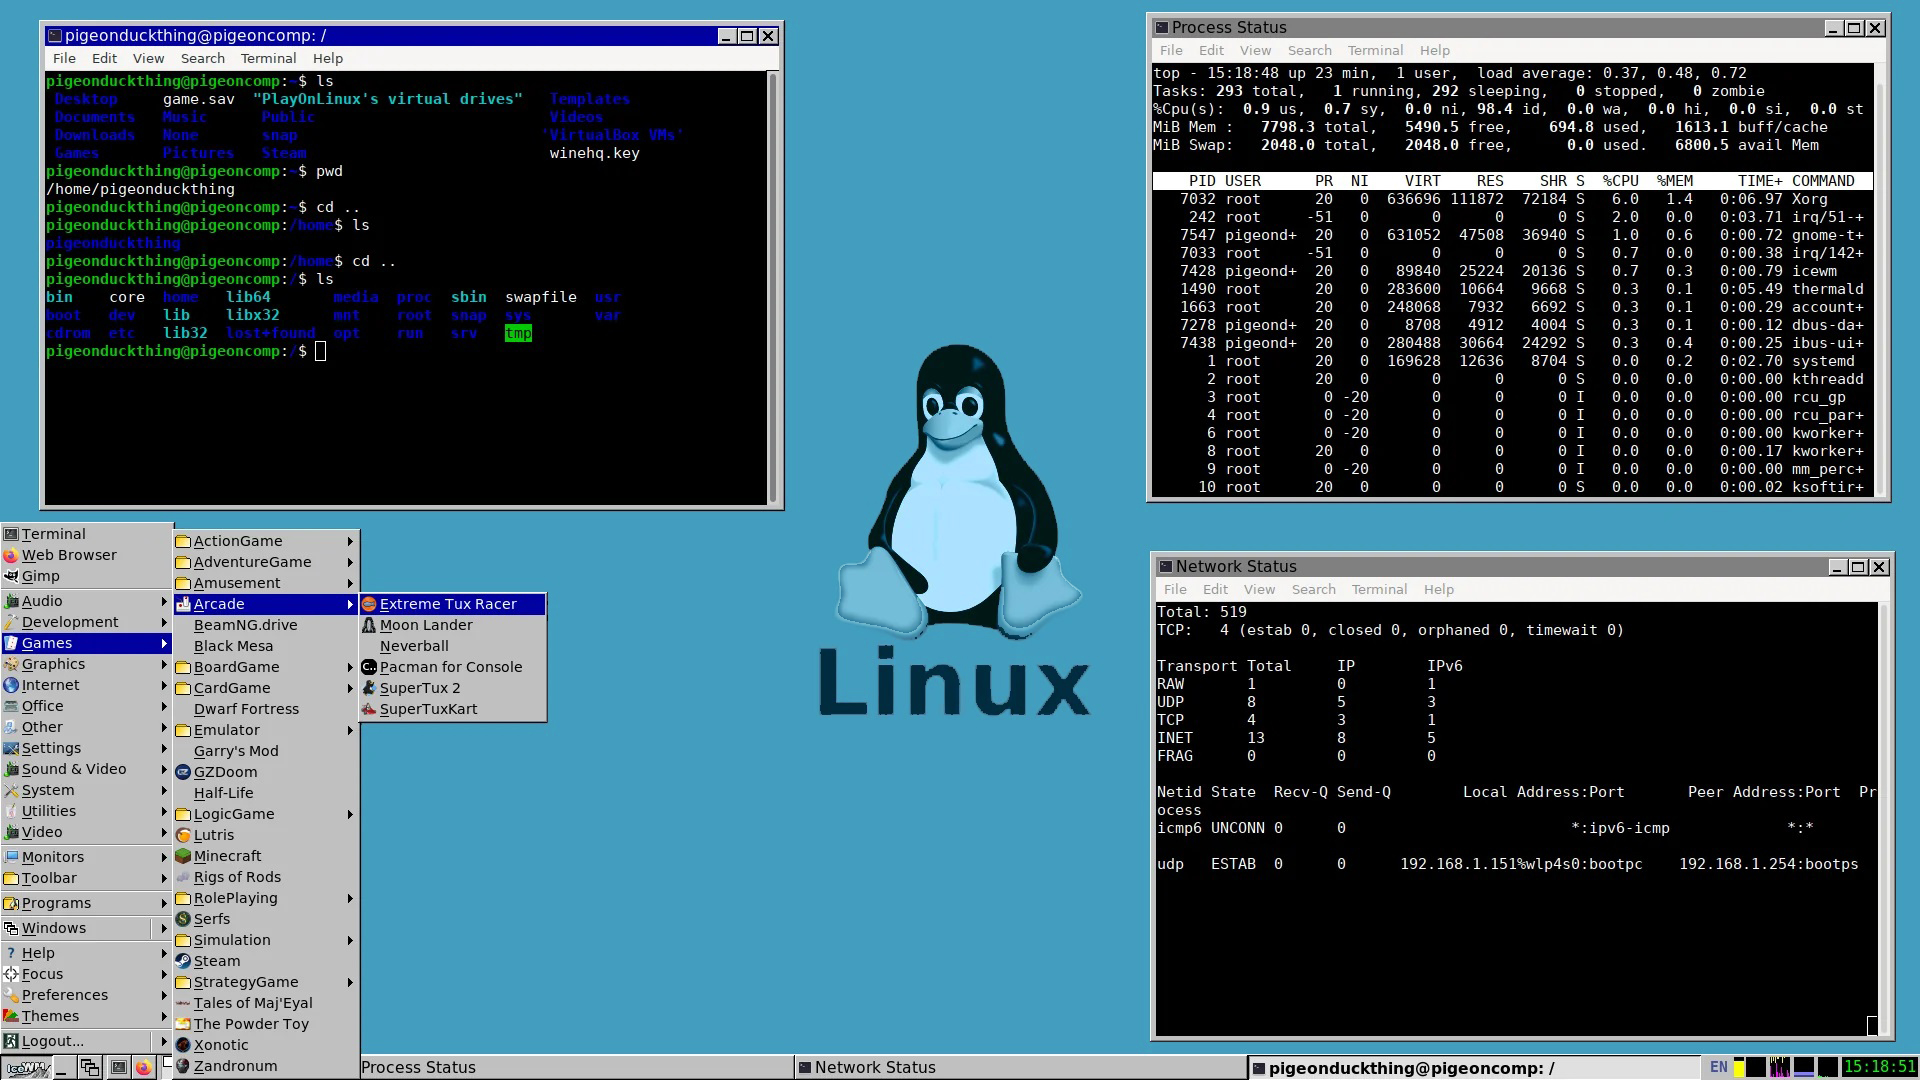 pigeonduckthing@pigeoncomp: /
File Edit View Search Terminal Help
pigeonduckthing@pigeoncomp:~$ ls
Desktop game.sav "PlayOnLinux's virtual drives" Templates
Documents Music Public Videos
Downloads None snap 'VirtualBox VMs'
Games Pictures Steam winehq.key
pigeonduckthing@pigeoncomp:~$ pwd
/home/pigeonduckthing
pigeonduckthing@pigeoncomp:~$ cd ..
pigeonduckthing@pigeoncomp:/home$ ls
pigeonduckthing
pigeonduckthing@pigeoncomp:/home$ cd ..
pigeonduckthing@pigeoncomp:/$ ls
bin core home lib64 media proc sbin swapfile usr
boot dev lib libx32 mnt root snap sys var
cdrom etc lib32 lost+found opt run srv tmp
pigeonduckthing@pigeoncomp:/$
Process Status
File Edit View Search Terminal Help
top - 15:18:48 up 23 min, 1 user, load average: 0.37, 0.48, 0.72
Tasks: 293 total, 1 running, 292 sleeping, 0 stopped, 0 zombie
%Cpu(s): 0.9 us, 0.7 sy, 0.0 ni, 98.4 id, 0.0 wa, 0.0 hi, 0.0 si, 0.0 st
MiB Mem : 7798.3 total, 5490.5 free, 694.8 used, 1613.1 buff/cache
MiB Swap: 2048.0 total, 2048.0 free, 0.0 used. 6800.5 avail Mem
PID USER PR NI VIRT RES SHR S %CPU %MEM TIME+ COMMAND
7032 root 20 0 636696 111872 72184 S 6.0 1.4 0:06.97 Xorg
242 root -51 0 0 0 0 S 2.0 0.0 0:03.71 irq/51-+
7547 pigeond+ 20 0 631052 47508 36940 S 1.0 0.6 0:00.72 gnome-t+
7033 root -51 0 0 0 0 S 0.7 0.0 0:00.38 irq/142+
7428 pigeond+ 20 0 89840 25224 20136 S 0.7 0.3 0:00.79 icewm
1490 root 20 0 283600 10664 9668 S 0.3 0.1 0:05.49 thermald
1663 root 20 0 248068 7932 6692 S 0.3 0.1 0:00.29 account+
7278 pigeond+ 20 0 8708 4912 4004 S 0.3 0.1 0:00.12 dbus-da+
7438 pigeond+ 20 0 280488 30664 24292 S 0.3 0.4 0:00.25 ibus-ui+
1 root 20 0 169628 12636 8704 S 0.0 0.2 0:02.70 systemd
2 root 20 0 0 0 0 S 0.0 0.0 0:00.00 kthreadd
3 root 0 -20 0 0 0 I 0.0 0.0 0:00.00 rcu_gp
4 root 0 -20 0 0 0 I 0.0 0.0 0:00.00 rcu_par+
6 root 0 -20 0 0 0 I 0.0 0.0 0:00.00 kworker+
8 root 20 0 0 0 0 I 0.0 0.0 0:00.17 kworker+
9 root 0 -20 0 0 0 I 0.0 0.0 0:00.00 mm_perc+
10 root 20 0 0 0 0 S 0.0 0.0 0:00.02 ksoftir+
Linux
Terminal
Web Browser
Gimp
Audio
Development
Games
Graphics
Internet
Office
Other
Settings
Sound & Video
System
Utilities
Video
Monitors
Toolbar
Programs
Windows
Help
Focus
Preferences
Themes
Logout...
ActionGame
AdventureGame
Amusement
Arcade
BeamNG.drive
Black Mesa
BoardGame
CardGame
Dwarf Fortress
Emulator
Garry's Mod
GZDoom
Half-Life
LogicGame
Lutris
Minecraft
Rigs of Rods
RolePlaying
Serfs
Simulation
Steam
StrategyGame
Tales of Maj'Eyal
The Powder Toy
Xonotic
Zandronum
Extreme Tux Racer
Moon Lander
Neverball
Pacman for Console
SuperTux 2
SuperTuxKart
Network Status
File Edit View Search Terminal Help
Total: 519
TCP: 4 (estab 0, closed 0, orphaned 0, timewait 0)
Transport Total IP IPv6
RAW 1 0 1
UDP 8 5 3
TCP 4 3 1
INET 13 8 5
FRAG 0 0 0
Netid State Recv-Q Send-Q Local Address:Port Peer Address:Port Pr
ocess
icmp6 UNCONN 0 0 *:ipv6-icmp *:*
udp ESTAB 0 0 192.168.1.151%wlp4s0:bootpc 192.168.1.254:bootps
IceWM
Process Status
Network Status
pigeonduckthing@pigeoncomp: /
EN
15:18:51